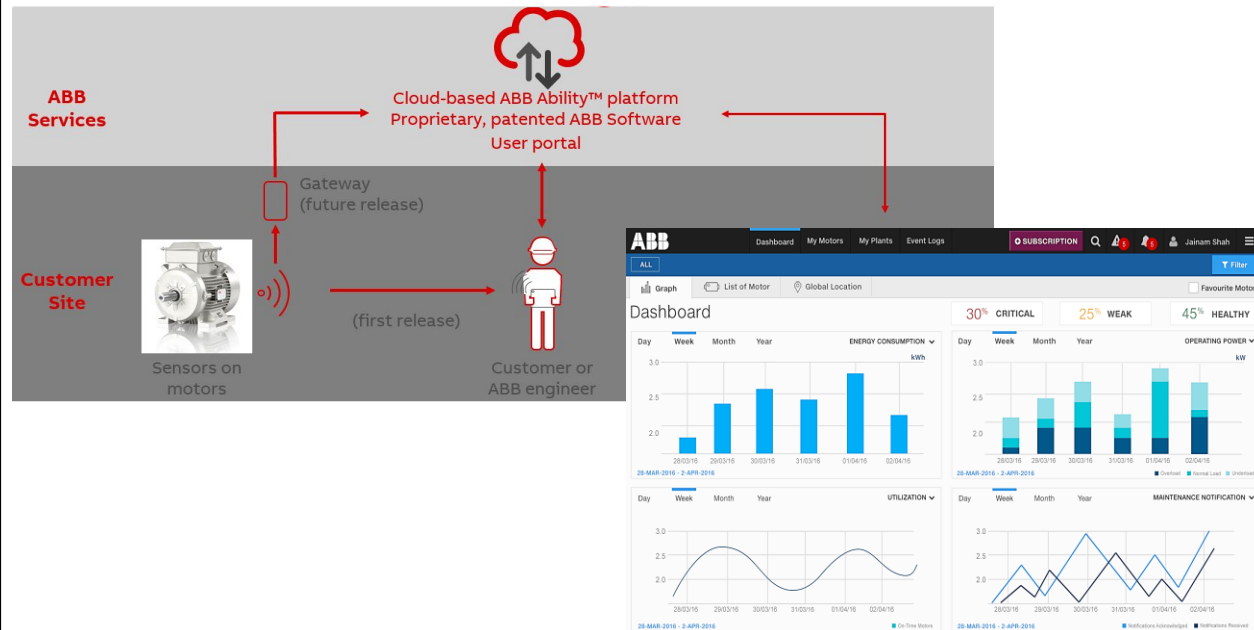 ABB
Services
Cloud-based ABB Ability™ platform
Proprietary, patented ABB Software
User portal
Gateway
(future release)
Customer
Site
(first release)
Sensors on
motors
Customer or
ABB engineer
ABB
Dashboard My Motors My Plants Event Logs
SUBSCRIPTION
5
5
Jainam Shah
ALL
Filter
Graph
List of Motor
Global Location
Favourite Motor
Dashboard
30% CRITICAL
25% WEAK
45% HEALTHY
Day Week Month Year
ENERGY CONSUMPTION
kWh
3.0
2.5
2.0
28/03/16 29/03/16 30/03/16 31/03/16 01/04/16 02/04/16
28-MAR-2016 - 2-APR-2016
Day Week Month Year
OPERATING POWER
kW
3.0
2.5
2.0
28/03/16 29/03/16 30/03/16 31/03/16 01/04/16 02/04/16
28-MAR-2016 - 2-APR-2016
Overload Normal Load Underload
Day Week Month Year
UTILIZATION
3.0
2.5
2.0
28/03/16 29/03/16 30/03/16 31/03/16 01/04/16 02/04/16
28-MAR-2016 - 2-APR-2016
On-Time Motors
Day Week Month Year
MAINTENANCE NOTIFICATION
3.0
2.5
2.0
28/03/16 29/03/16 30/03/16 31/03/16 01/04/16 02/04/16
28-MAR-2016 - 2-APR-2016
Notifications Acknowledged Notifications Received